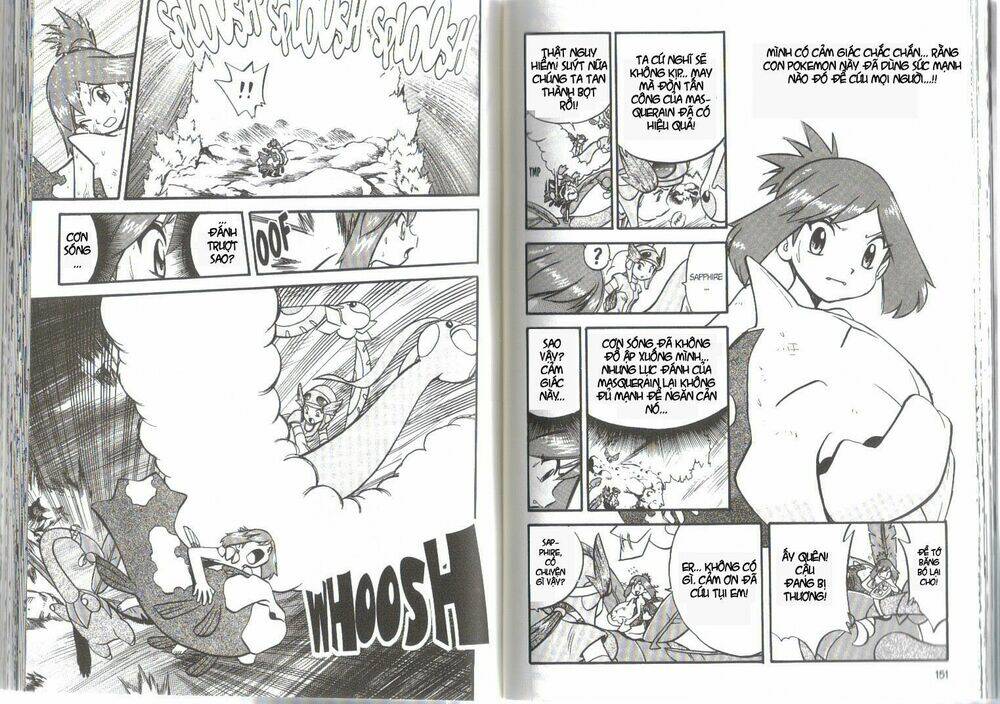 SPLOOSH SPLOOSH SPLOOSH
!!
OOF
...
ĐÁNH
TRƯỢT
SAO?
CƠN
SÓNG
...
WHOOSH
MÌNH CÓ CẢM GIÁC CHẮC CHẮN... RẰNG
CON POKEMON NÀY ĐÃ DÙNG SỨC MẠNH
NÀO ĐÓ ĐỂ CỨU MỌI NGƯỜI...!!
TA CỨ NGHĨ SẼ
KHÔNG KỊP... MAY
MÀ ĐÒN TẤN
CÔNG CỦA MAS-
QUERAIN ĐÃ CÓ
HIỆU QUẢ!
THẬT NGUY
HIỂM! SUÝT NỮA
CHÚNG TA TAN
THÀNH BỌT
RỒI!
YMP
SAPPHIRE
...
?
CƠN SÓNG ĐÃ KHÔNG
ĐỔ ẬP XUỐNG MÌNH...
NHƯNG LỰC ĐÁNH CỦA
MASQUERAIN LẠI KHÔNG
ĐỦ MẠNH ĐỂ NGĂN CẢN
NÓ...
SAO
VẬY?
CẢM
GIÁC
NÀY...
ĐỂ TỚ
BĂNG
BÓ LẠI
CHO!
ẤY QUÊN!
CẬU
ĐANG BỊ
THƯƠNG!
ER... KHÔNG CÓ
GÌ. CẢM ƠN ĐÃ
CỨU TỤI EM!
SAP-
PHIRE,
CÓ
CHUYỆN
GÌ VẬY?
151